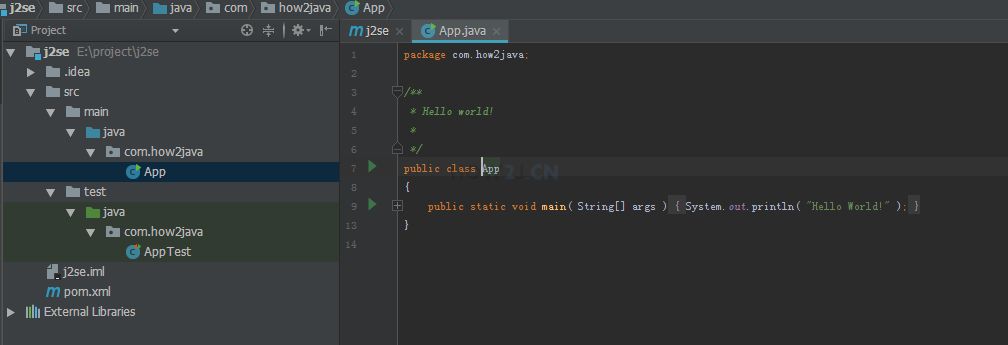 j2se src main java com how2java App
Project
j2se E:\project\j2se
.idea
src
main
java
com.how2java
App
test
java
com.how2java
AppTest
j2se.iml
pom.xml
External Libraries
j2se App.java
1 package com.how2java;
2
3 /**
4 * Hello world!
5 *
6 */
7 public class App
8 {
9 public static void main( String[] args ) { System.out.println( "Hello World!" ); }
13 }
14